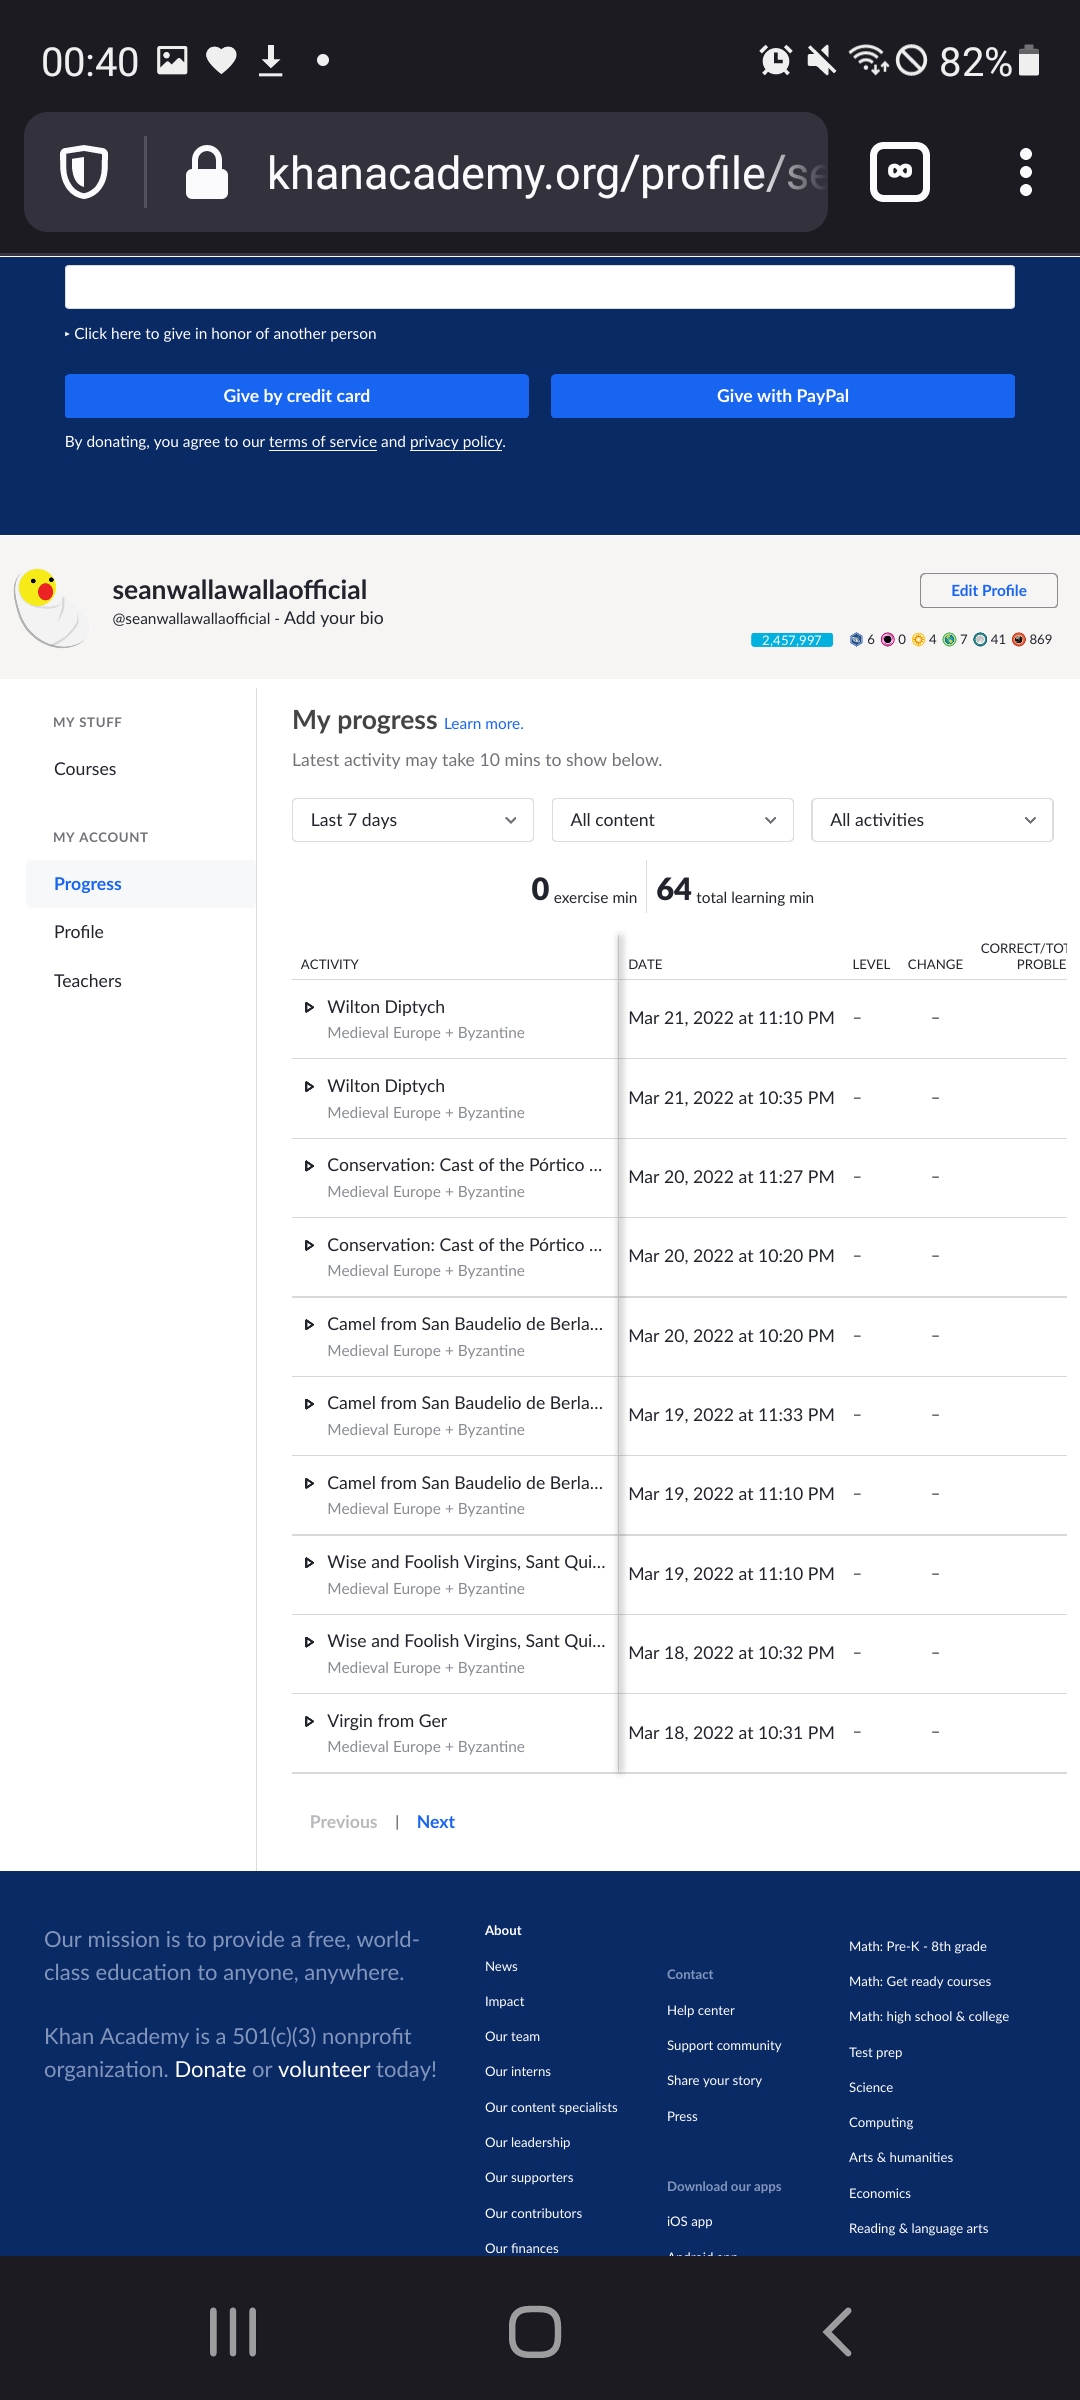 00:40
82%
khanacademy.org/profile/se
Click here to give in honor of another person
Give by credit card
Give with PayPal
By donating, you agree to our terms of service and privacy policy.
seanwallawallaofficial
@seanwallawallaofficial - Add your bio
Edit Profile
2,457,997 6 0 4 7 41 869
MY STUFF
Courses
MY ACCOUNT
Progress
Profile
Teachers
My progress Learn more.
Latest activity may take 10 mins to show below.
Last 7 days
All content
All activities
0 exercise min
64 total learning min
ACTIVITY DATE LEVEL CHANGE CORRECT/TOT
PROBLE
Wilton Diptych
Medieval Europe + Byzantine
Mar 21, 2022 at 11:10 PM – –
Wilton Diptych
Medieval Europe + Byzantine
Mar 21, 2022 at 10:35 PM – –
Conservation: Cast of the Pórtico ...
Medieval Europe + Byzantine
Mar 20, 2022 at 11:27 PM – –
Conservation: Cast of the Pórtico ...
Medieval Europe + Byzantine
Mar 20, 2022 at 10:20 PM – –
Camel from San Baudelio de Berla...
Medieval Europe + Byzantine
Mar 20, 2022 at 10:20 PM – –
Camel from San Baudelio de Berla...
Medieval Europe + Byzantine
Mar 19, 2022 at 11:33 PM – –
Camel from San Baudelio de Berla...
Medieval Europe + Byzantine
Mar 19, 2022 at 11:10 PM – –
Wise and Foolish Virgins, Sant Qui...
Medieval Europe + Byzantine
Mar 19, 2022 at 11:10 PM – –
Wise and Foolish Virgins, Sant Qui...
Medieval Europe + Byzantine
Mar 18, 2022 at 10:32 PM – –
Virgin from Ger
Medieval Europe + Byzantine
Mar 18, 2022 at 10:31 PM – –
Previous | Next
Our mission is to provide a free, world-
class education to anyone, anywhere.
Khan Academy is a 501(c)(3) nonprofit
organization. Donate or volunteer today!
About
News
Impact
Our team
Our interns
Our content specialists
Our leadership
Our supporters
Our contributors
Our finances
Contact
Help center
Support community
Share your story
Press
Download our apps
iOS app
Math: Pre-K - 8th grade
Math: Get ready courses
Math: high school & college
Test prep
Science
Computing
Arts & humanities
Economics
Reading & language arts